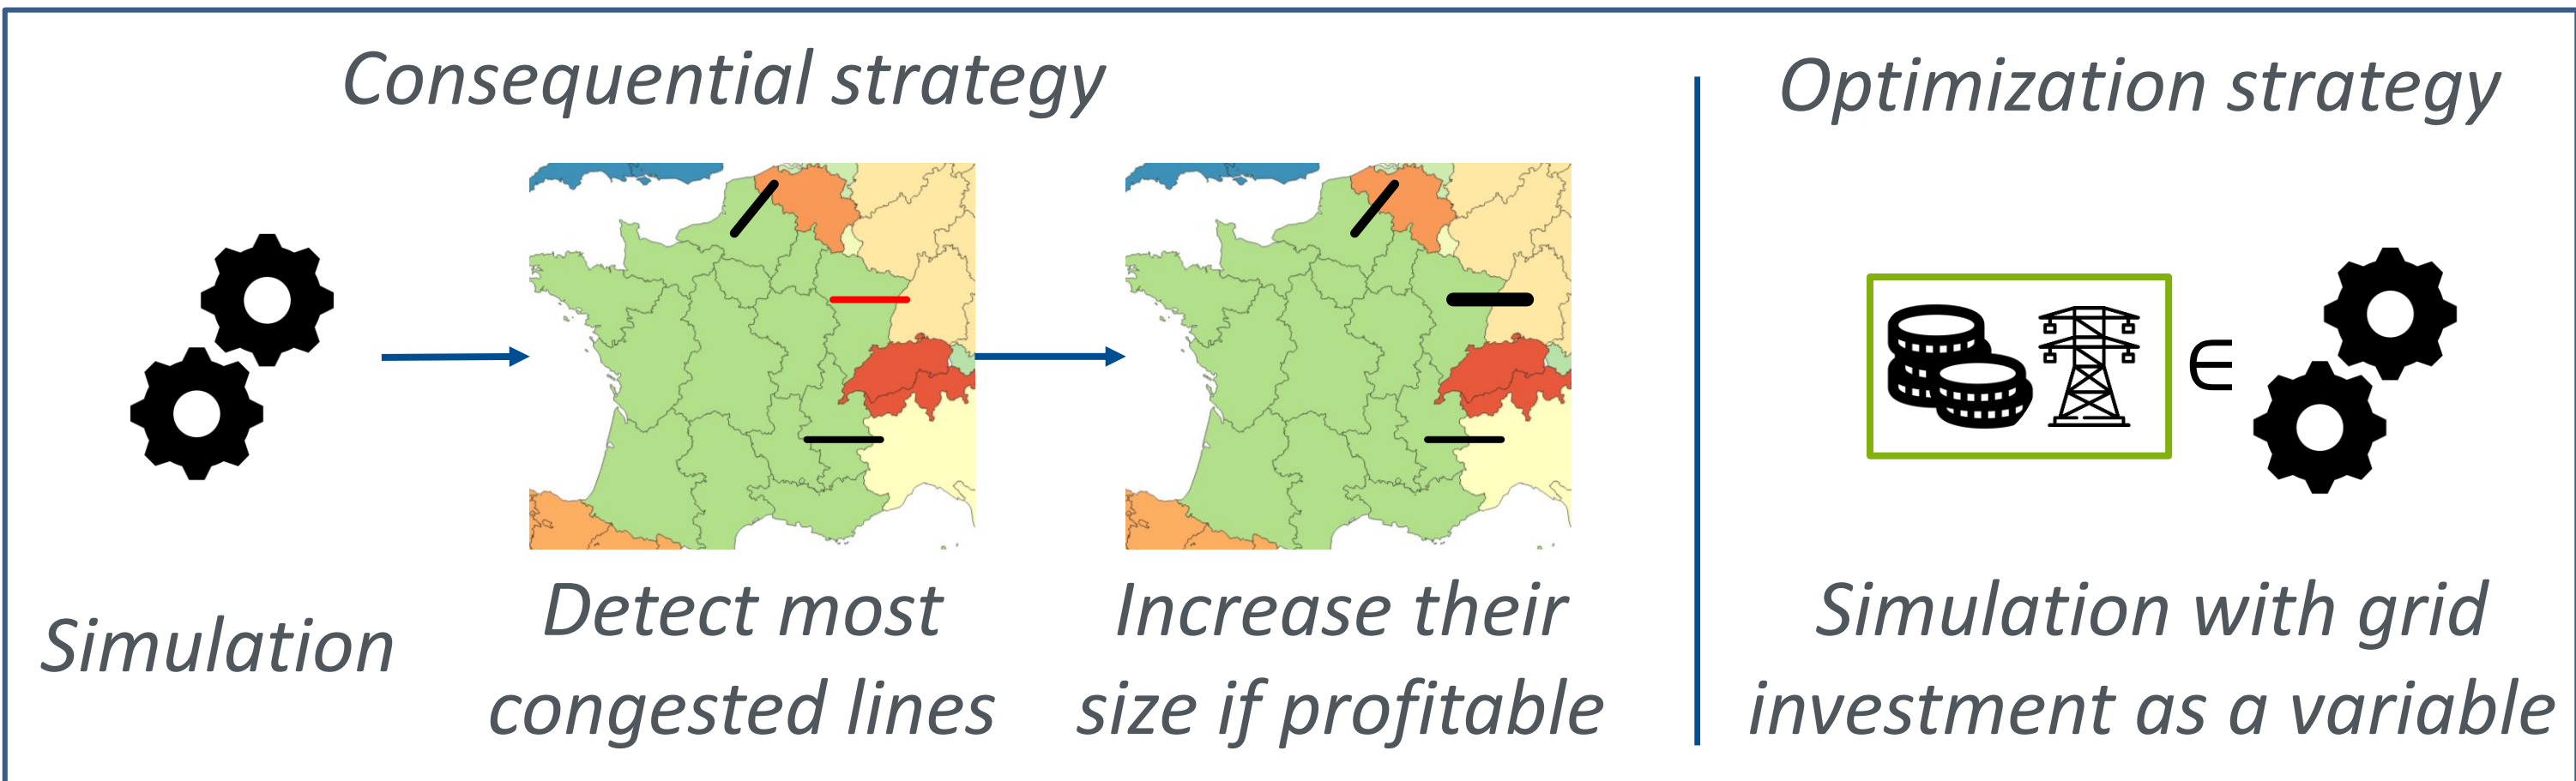 Consequential strategy
Optimization strategy
∈
Simulation
Detect most
congested lines
Increase their
size if profitable
Simulation with grid
investment as a variable